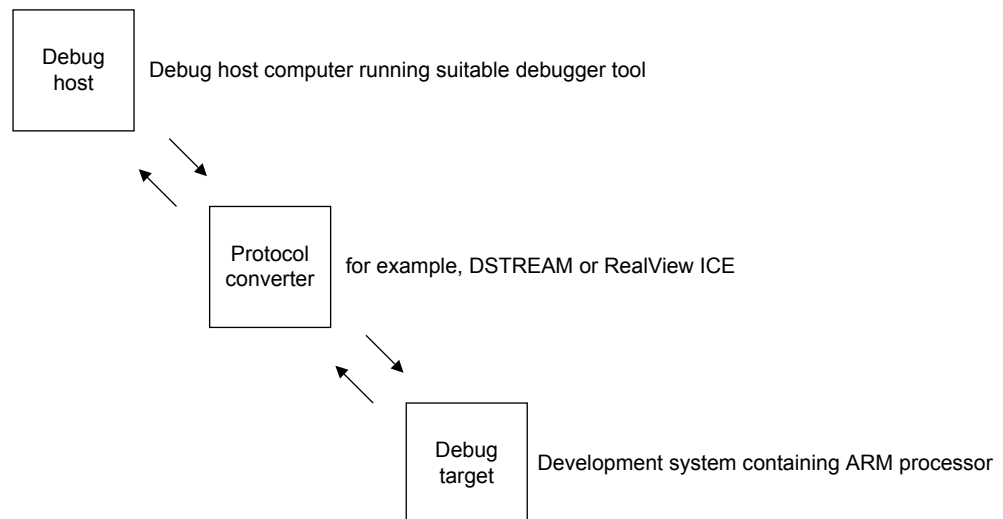 Debug
host
Debug host computer running suitable debugger tool
Protocol
converter
for example, DSTREAM or RealView ICE
Debug
target
Development system containing ARM processor